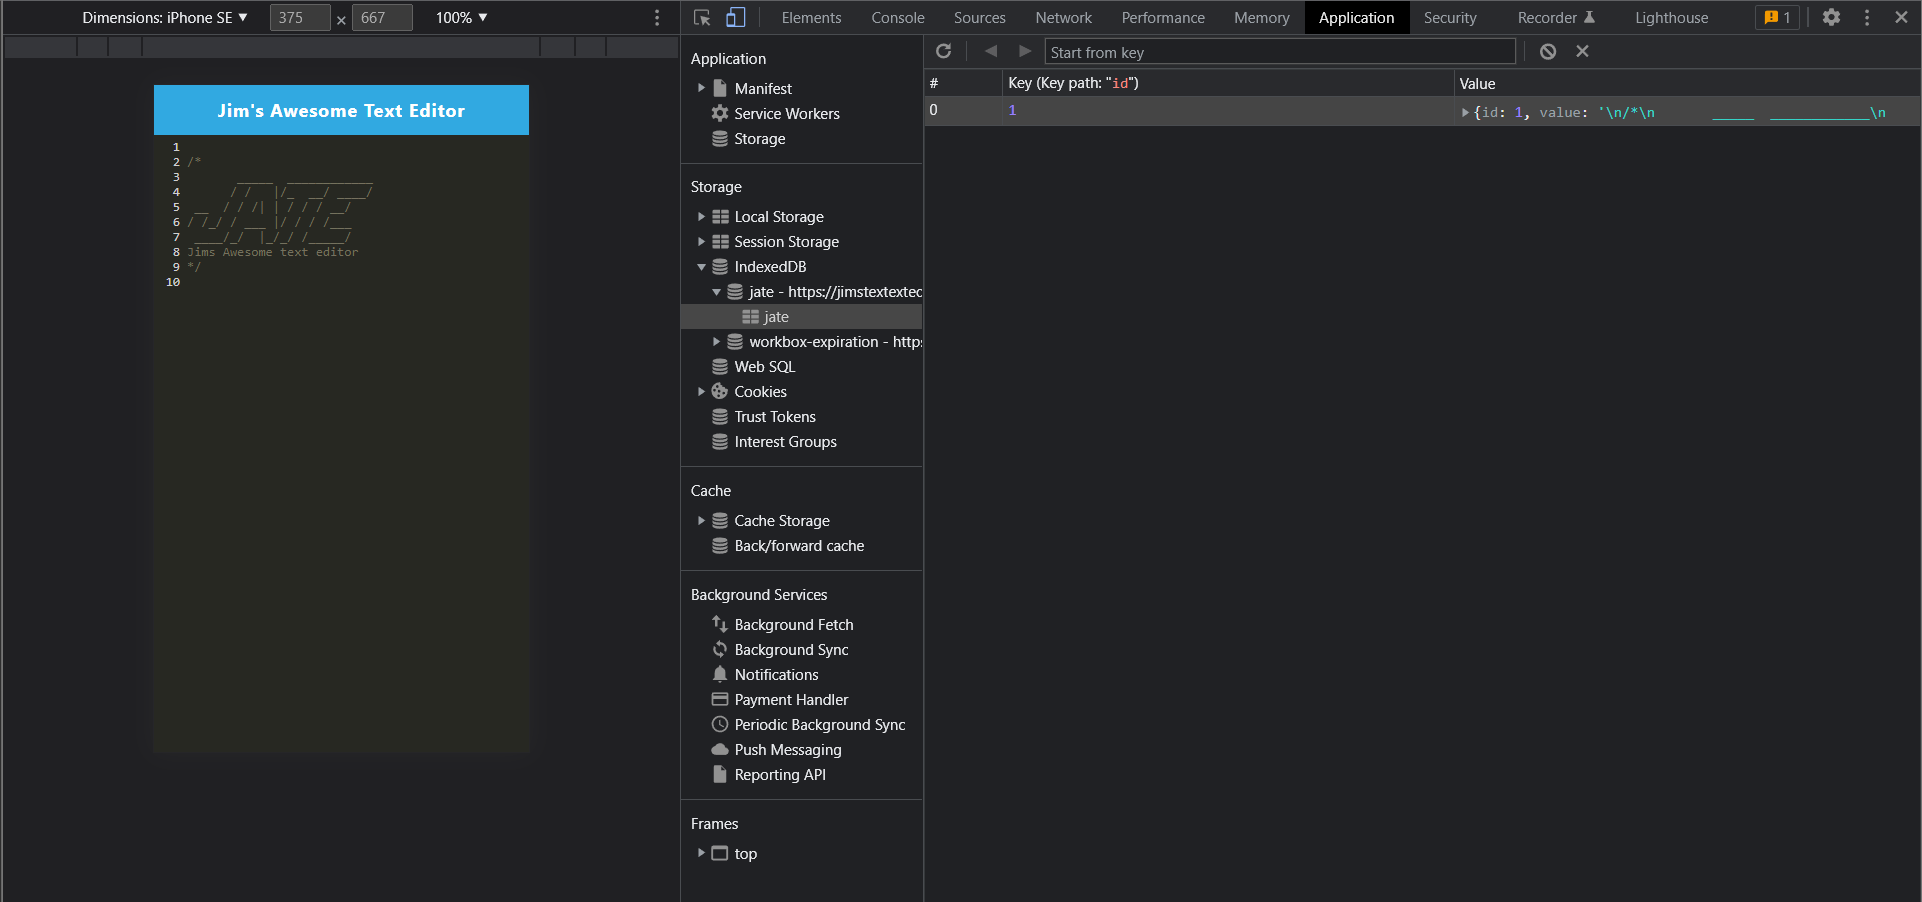 Dimensions: iPhone SE ▼ 375 × 667 100% ▼
Elements Console Sources Network Performance Memory Application Security Recorder Lighthouse 1
Jim's Awesome Text Editor
1
2 /*
3        _____  ____________
4       / /   |/_  __/ ____/
5  __  / / /| | / / / __/
6 / /_/ / ___ |/ / / /___
7  ____/_/  |_/_/ /_____/
8 Jims Awesome text editor
9 */
10
Application
Manifest
Service Workers
Storage
Storage
Local Storage
Session Storage
IndexedDB
jate - https://jimstextextec
jate
workbox-expiration - https
Web SQL
Cookies
Trust Tokens
Interest Groups
Cache
Cache Storage
Back/forward cache
Background Services
Background Fetch
Background Sync
Notifications
Payment Handler
Periodic Background Sync
Push Messaging
Reporting API
Frames
top
Start from key
# Key (Key path: "id") Value
0 1 {id: 1, value: '\n/*\n       _____  ____________\n